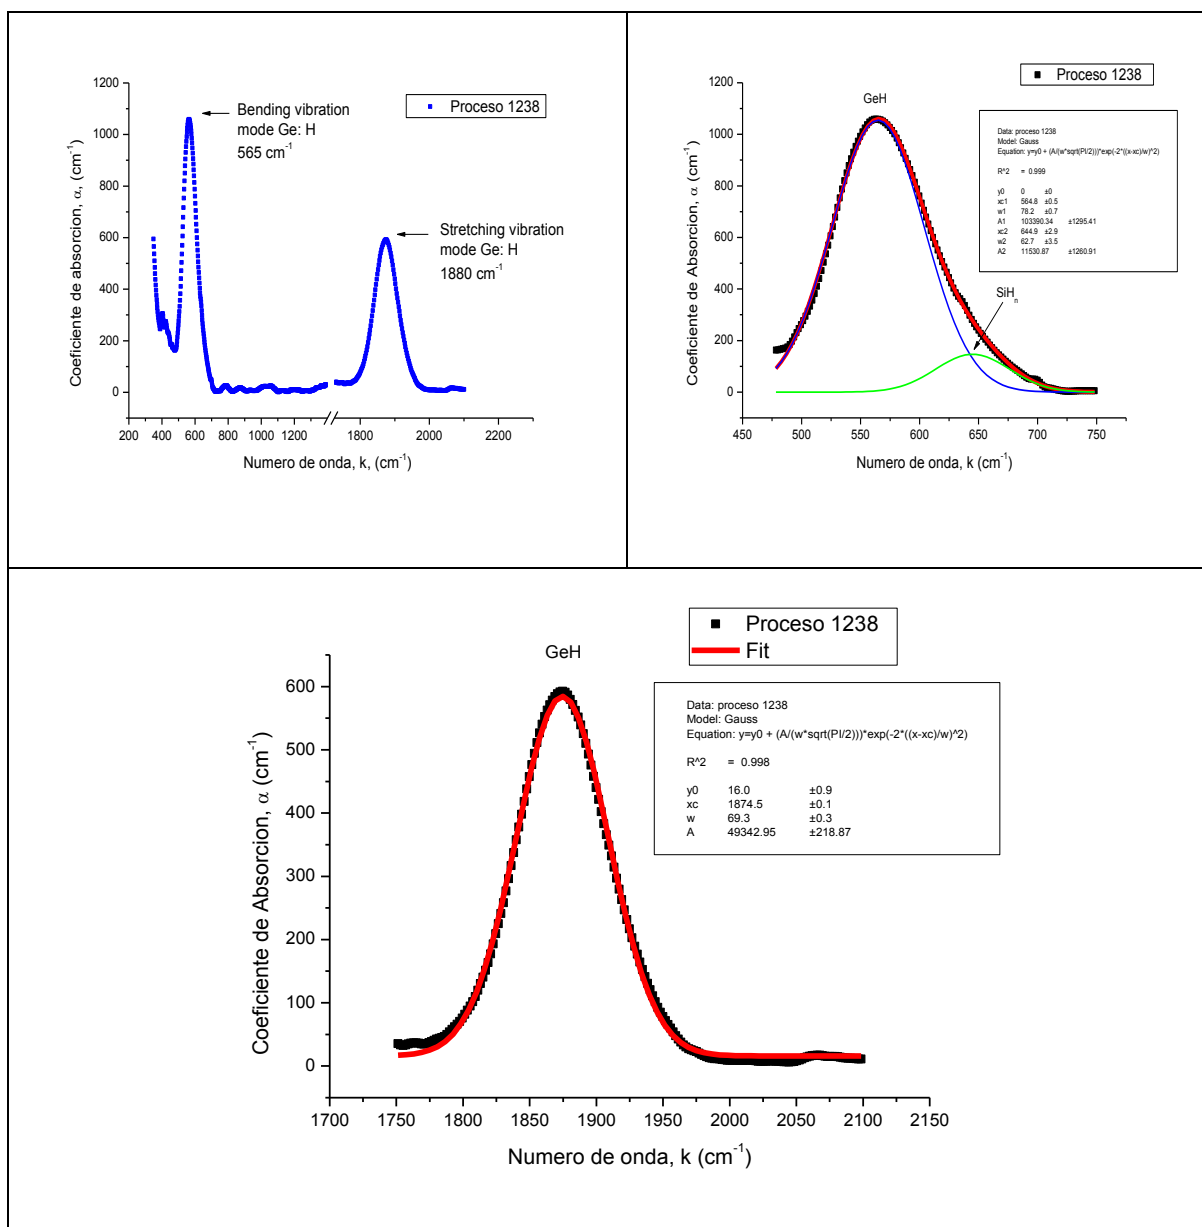 1200
1000
800
600
400
200
0
Coeficiente de absorcion, α, (cm⁻¹)
Bending vibration
mode Ge: H
565 cm⁻¹
Proceso 1238
Stretching vibration
mode Ge: H
1880 cm⁻¹
200 400 600 800 1000 1200 1800 2000 2200
Numero de onda, k, (cm⁻¹)
1200
1000
800
600
400
200
0
Coeficiente de Absorcion, α (cm⁻¹)
Proceso 1238
GeH
Data: proceso 1238
Model: Gauss
Equation: y=y0 + (A/(w*sqrt(PI/2)))*exp(-2*((x-xc)/w)^2)
R^2 = 0.999
y0 0 ±0
xc1 564.8 ±0.5
w1 78.2 ±0.7
A1 103390.34 ±1295.41
xc2 644.9 ±2.9
w2 62.7 ±3.5
A2 11530.87 ±1260.91
SiHₙ
450 500 550 600 650 700 750
Numero de onda, k (cm⁻¹)
Proceso 1238
Fit
GeH
600
500
400
300
200
100
0
Coeficiente de Absorcion, α (cm⁻¹)
Data: proceso 1238
Model: Gauss
Equation: y=y0 + (A/(w*sqrt(PI/2)))*exp(-2*((x-xc)/w)^2)
R^2 = 0.998
y0 16.0 ±0.9
xc 1874.5 ±0.1
w 69.3 ±0.3
A 49342.95 ±218.87
1700 1750 1800 1850 1900 1950 2000 2050 2100 2150
Numero de onda, k (cm⁻¹)